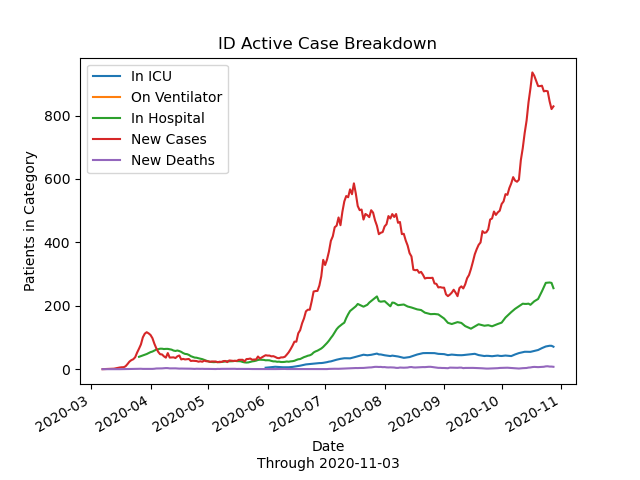 ID Active Case Breakdown
In ICU
On Ventilator
In Hospital
New Cases
New Deaths
Patients in Category
800
600
400
200
0
2020-03
2020-04
2020-05
2020-06
2020-07
2020-08
2020-09
2020-10
2020-11
Date
Through 2020-11-03